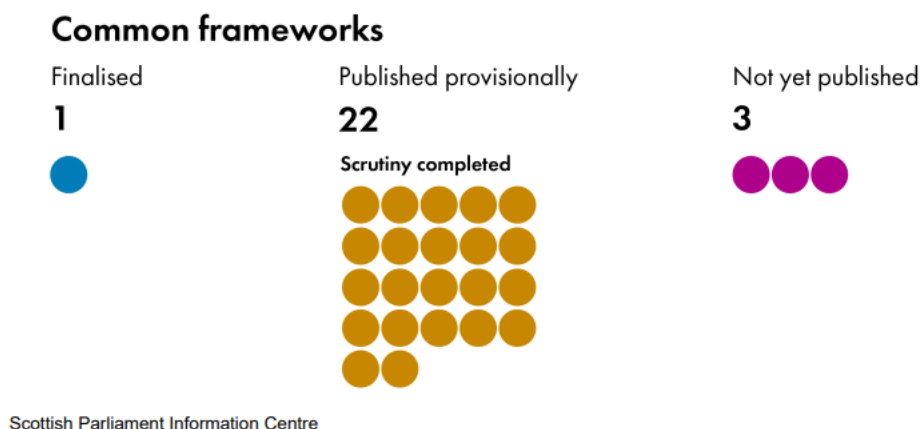 Common frameworks
Finalised
1
Published provisionally
22
Scrutiny completed
Not yet published
3
Scottish Parliament Information Centre